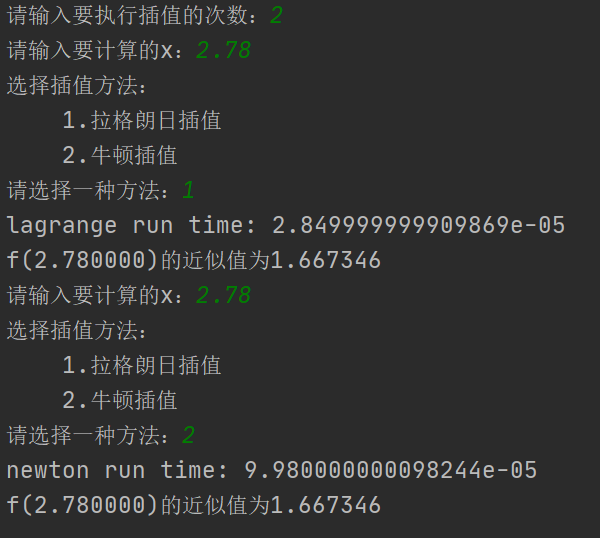 请输入要执行插值的次数：2
请输入要计算的x：2.78
选择插值方法：
1.拉格朗日插值
2.牛顿插值
请选择一种方法：1
lagrange run time: 2.849999999909869e-05
f(2.780000)的近似值为1.667346
请输入要计算的x：2.78
选择插值方法：
1.拉格朗日插值
2.牛顿插值
请选择一种方法：2
newton run time: 9.980000000098244e-05
f(2.780000)的近似值为1.667346